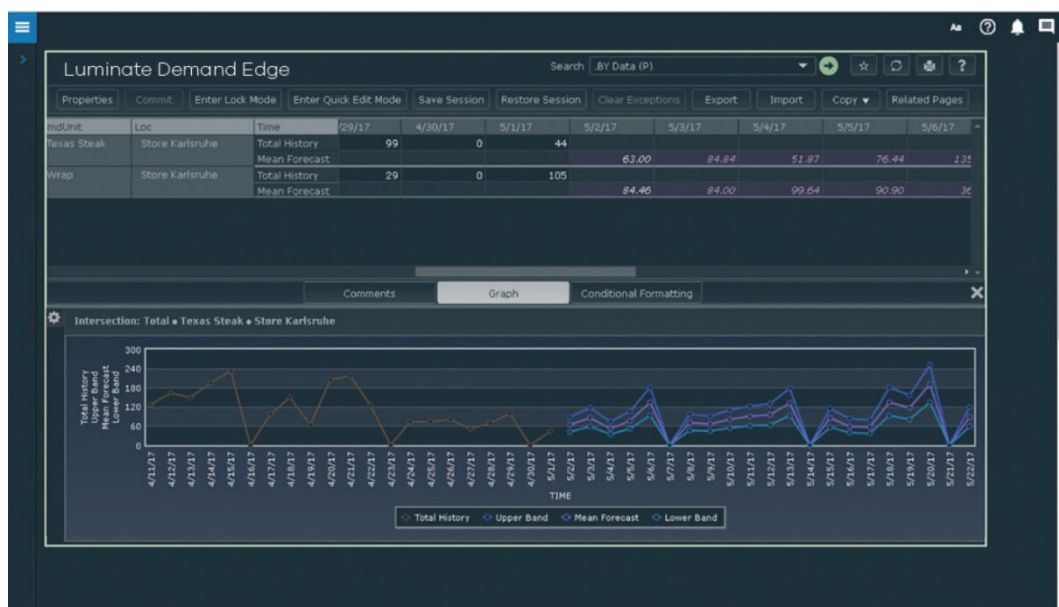 Aa
Luminate Demand Edge
Search .BY Data (P)
Properties Commit Enter Lock Mode Enter Quick Edit Mode Save Session Restore Session Clear Exceptions Export Import Copy Related Pages
mdUnit Loc Time /29/17 4/30/17 5/1/17 5/2/17 5/3/17 5/4/17 5/5/17 5/6/17
Texas Steak Store Karlsruhe Total History 99 0 44
Mean Forecast 63.00 84.84 51.87 76.44 135
Wrap Store Karlsruhe Total History 29 0 105
Mean Forecast 84.46 84.00 99.64 90.90 36
Comments Graph Conditional Formatting
Intersection: Total • Texas Steak • Store Karlsruhe
Total History
Upper Band
Mean Forecast
Lower Band
300
240
180
120
60
0
4/11/17 4/12/17 4/13/17 4/14/17 4/15/17 4/16/17 4/17/17 4/18/17 4/19/17 4/20/17 4/21/17 4/22/17 4/23/17 4/24/17 4/25/17 4/26/17 4/27/17 4/28/17 4/29/17 4/30/17 5/1/17 5/2/17 5/3/17 5/4/17 5/5/17 5/6/17 5/7/17 5/8/17 5/9/17 5/10/17 5/11/17 5/12/17 5/13/17 5/14/17 5/15/17 5/16/17 5/17/17 5/18/17 5/19/17 5/20/17 5/21/17 5/22/17
TIME
Total History Upper Band Mean Forecast Lower Band